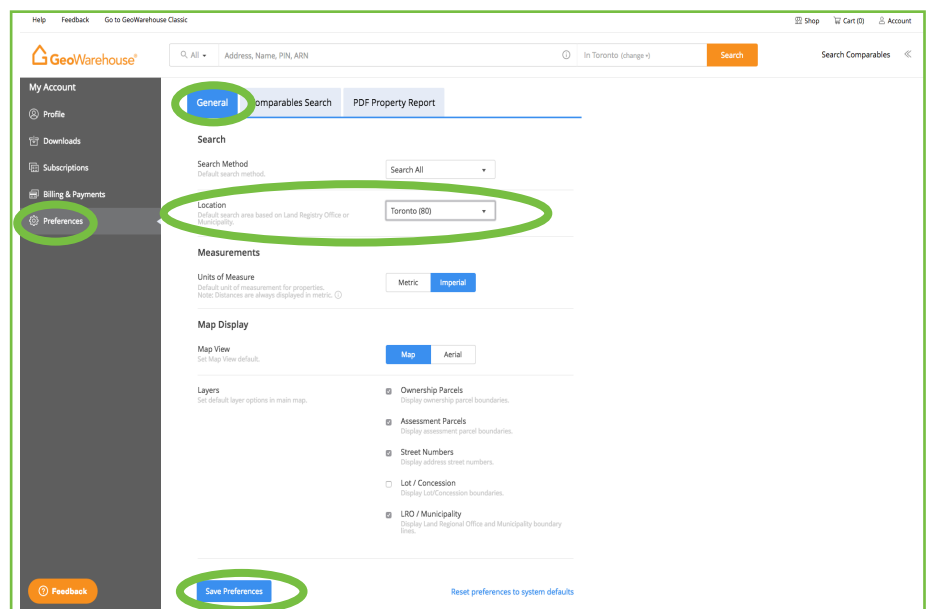 Help Feedback Go to GeoWarehouse Classic Shop Cart (0) Account
GeoWarehouse® All Address, Name, PIN, ARN In Toronto (change) Search Search Comparables
My Account
Profile
Downloads
Subscriptions
Billing & Payments
Preferences
General Comparables Search PDF Property Report
Search
Search Method
Default search method.
Search All
Location
Default search area based on Land Registry Office or
Municipality.
Toronto (80)
Measurements
Units of Measure
Default unit of measurement for properties.
Note: Distances are always displayed in metric.
Metric Imperial
Map Display
Map View
Set Map View default.
Map Aerial
Layers
Set default layer options in main map.
Ownership Parcels
Display ownership parcel boundaries.
Assessment Parcels
Display assessment parcel boundaries.
Street Numbers
Display address street numbers.
Lot / Concession
Display Lot/Concession boundaries.
LRO / Municipality
Display Land Regional Office and Municipality boundary
lines.
Feedback
Save Preferences Reset preferences to system defaults